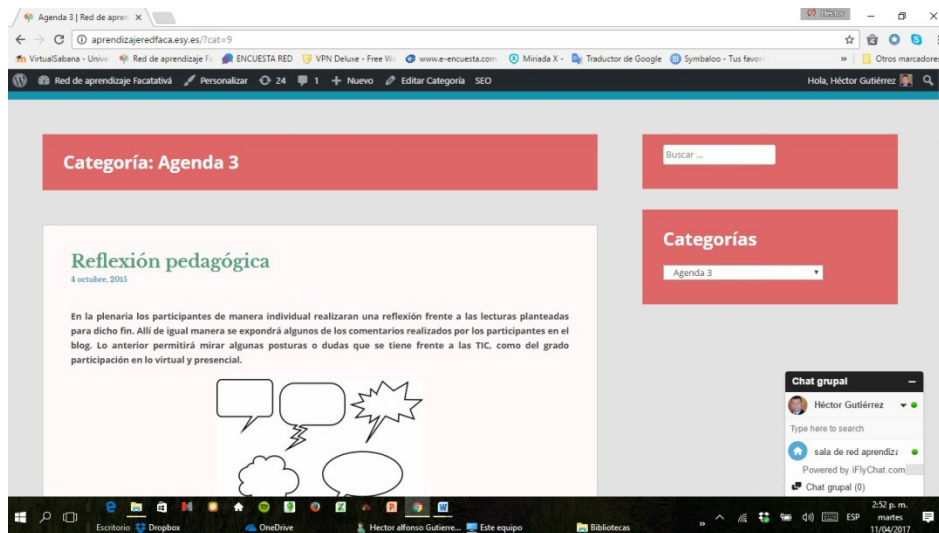 Agenda 3 | Red de apren
Héctor
aprendizajeredfaca.esy.es/?cat=9
VirtualSabana - Unive
Red de aprendizaje Fa
ENCUESTA RED
VPN Deluxe - Free Wi
www.e-encuesta.com
Miriada X -
Traductor de Google
Symbaloo - Tus favor
»
Otros marcadores
Red de aprendizaje Facatativá
Personalizar
24
1
+ Nuevo
Editar Categoría
SEO
Hola, Héctor Gutiérrez
Categoría: Agenda 3
Buscar ...
Categorías
Agenda 3
Reflexión pedagógica
4 octubre, 2015
En la plenaria los participantes de manera individual realizaran una reflexión frente a las lecturas planteadas
para dicho fin. Allí de igual manera se expondrá algunos de los comentarios realizados por los participantes en el
blog. Lo anterior permitirá mirar algunas posturas o dudas que se tiene frente a las TIC, como del grado
participación en lo virtual y presencial.
Chat grupal
Héctor Gutiérrez
Type here to search
sala de red aprendiza
Powered by iFlyChat.com
Chat grupal (0)
Escritorio
Dropbox
OneDrive
Hector alfonso Gutiere...
Este equipo
Bibliotecas
»
ESP
2:52 p. m.
martes
11/04/2017